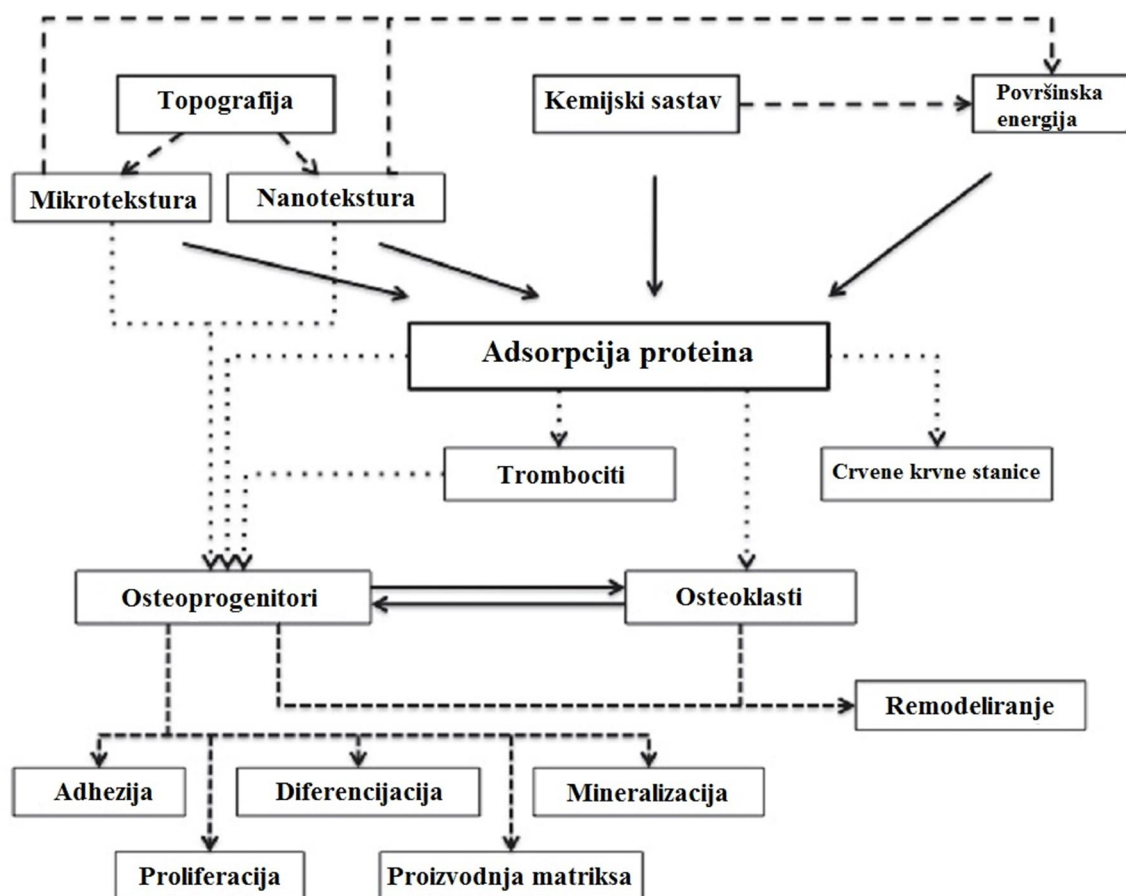 Topografija
Kemijski sastav
Površinska
energija
Mikrotekstura
Nanotekstura
Adsorpcija proteina
Trombociti
Crvene krvne stanice
Osteoprogenitori
Osteoklasti
Remodeliranje
Adhezija
Diferencijacija
Mineralizacija
Proliferacija
Proizvodnja matriksa